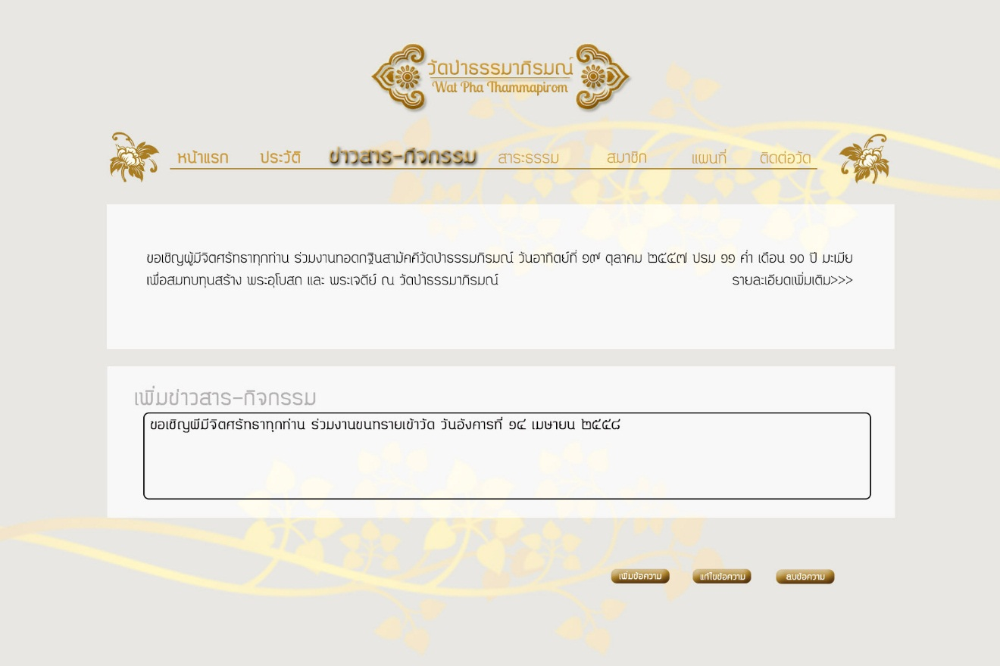 วัดป่าธรรมาภิรมณ์
Wat Pha Thammapirom
หน้าแรก ประวัติ ข่าวสาร-กิจกรรม สาระธรรม สมาชิก แผนที่ ติดต่อวัด
ขอเชิญผู้มีจิตศรัทธาทุกท่าน ร่วมงานทอดกฐินสามัคคีวัดป่าธรรมภิรมณ์ วันอาทิตย์ที่ ๑๙ ตุลาคม ๒๕๕๗ ปรม ๑๑ ค่ำ เดือน ๑๐ ปี มะเมีย
เพื่อสมทบทุนสร้าง พระอุโบสถ และ พระเจดีย์ ณ วัดป่าธรรมาภิรมณ์ รายละเอียดเพิ่มเติม>>>
เพิ่มข่าวสาร-กิจกรรม
ขอเชิญผีมีจิตศรัทธาทุกท่าน ร่วมงานขนทรายเข้าวัด วันอังคารที่ ๑๔ เมษายน ๒๕๕๘
เพิ่มข้อความ แก้ไขข้อความ ลบข้อความ